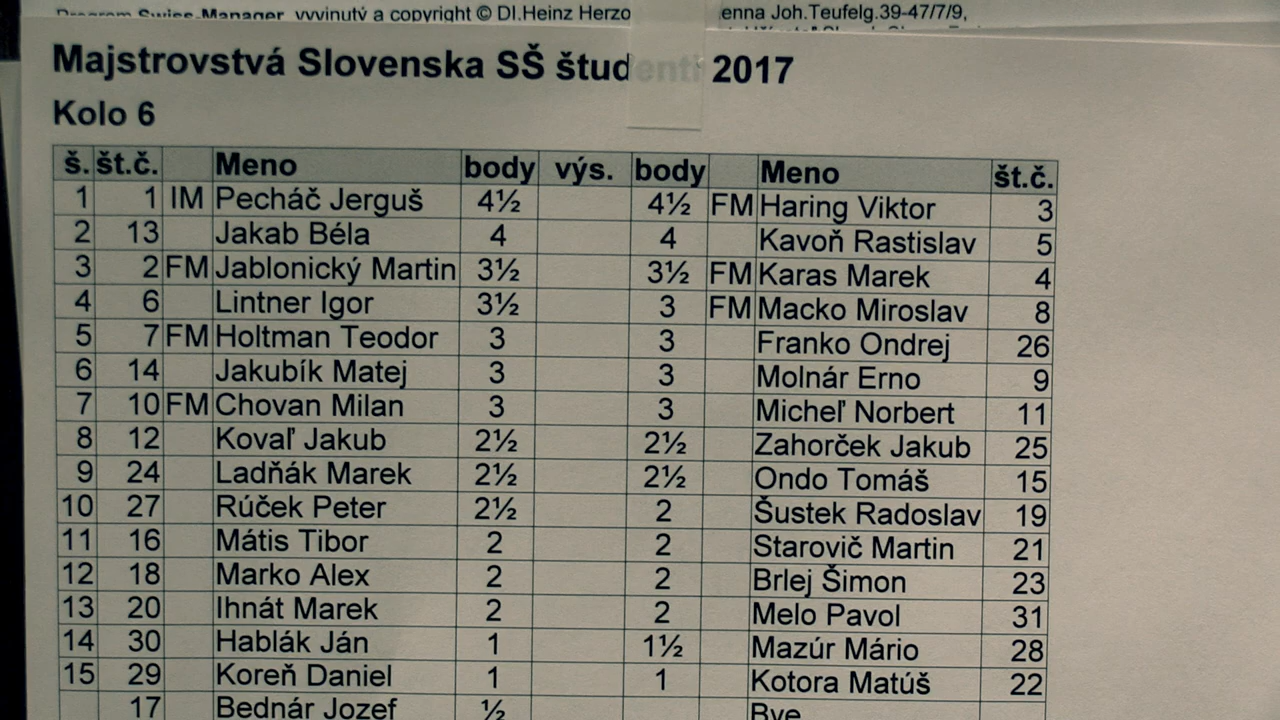 Program Swiss-Manager vyvinutý a copyright © DI.Heinz Herzo enna Joh.Teufelg.39-47/7/9,
Majstrovstvá Slovenska SŠ študenti 2017
Kolo 6
š. št.č. Meno body výs. body Meno št.č.
1 1 IM Pecháč Jerguš 4½ 4½ FM Haring Viktor 3
2 13 Jakab Béla 4 4 Kavoň Rastislav 5
3 2 FM Jablonický Martin 3½ 3½ FM Karas Marek 4
4 6 Lintner Igor 3½ 3 FM Macko Miroslav 8
5 7 FM Holtman Teodor 3 3 Franko Ondrej 26
6 14 Jakubík Matej 3 3 Molnár Erno 9
7 10 FM Chovan Milan 3 3 Micheľ Norbert 11
8 12 Kovaľ Jakub 2½ 2½ Zahorček Jakub 25
9 24 Ladňák Marek 2½ 2½ Ondo Tomáš 15
10 27 Rúček Peter 2½ 2 Šustek Radoslav 19
11 16 Mátis Tibor 2 2 Starovič Martin 21
12 18 Marko Alex 2 2 Brlej Šimon 23
13 20 Ihnát Marek 2 2 Melo Pavol 31
14 30 Hablák Ján 1 1½ Mazúr Mário 28
15 29 Koreň Daniel 1 1 Kotora Matúš 22
17 Bednár Jozef ½ Bye